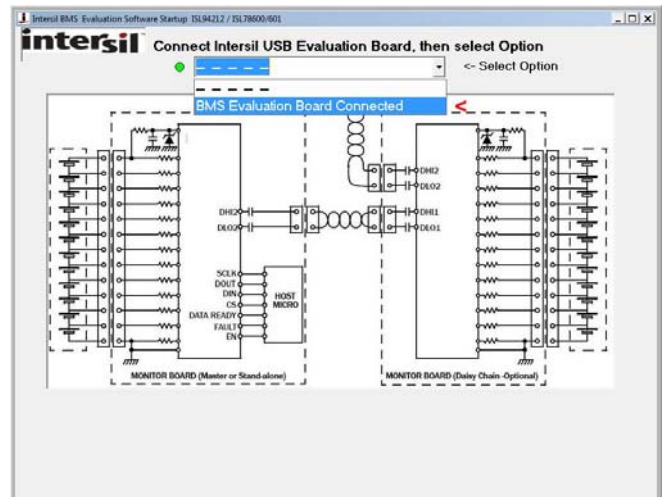 Intersil BMS Evaluation Software Startup ISL94212 / ISL78600/601
intersil
Connect Intersil USB Evaluation Board, then select Option
– – – – – –
<- Select Option
– – – – – –
BMS Evaluation Board Connected <
DHI2
DLO2
DHI2
DLO2
DHI1
DLO1
SCLK
DOUT
DIN
CS
DATA READY
FAULT
EN
HOST
MICRO
MONITOR BOARD (Master or Stand-alone)
MONITOR BOARD (Daisy Chain -Optional)